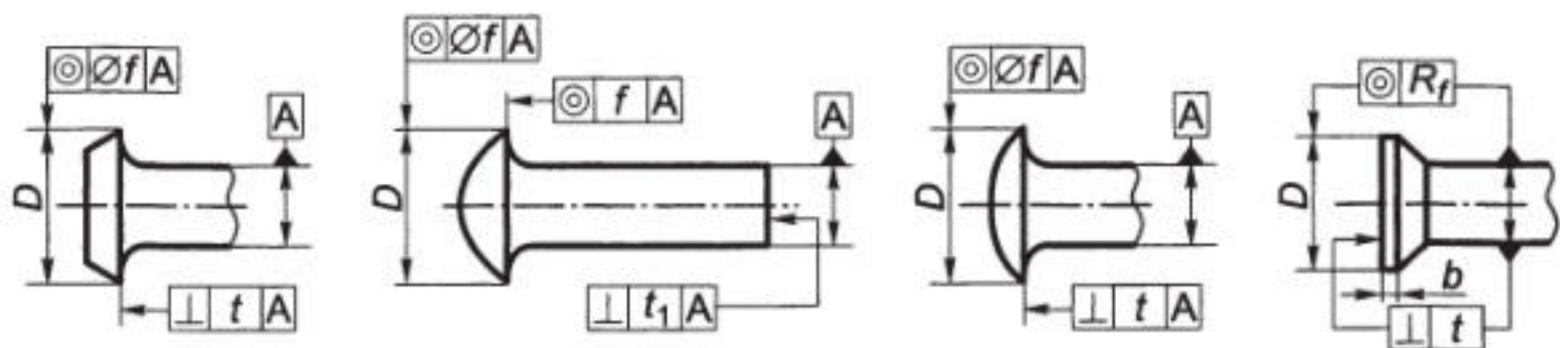 ◎ Øf A
A
D
⊥ t A
◎ Øf A
◎ f A
A
D
⊥ t₁ A
◎ Øf A
A
D
⊥ t A
◎ R_f
D
b
⊥ t